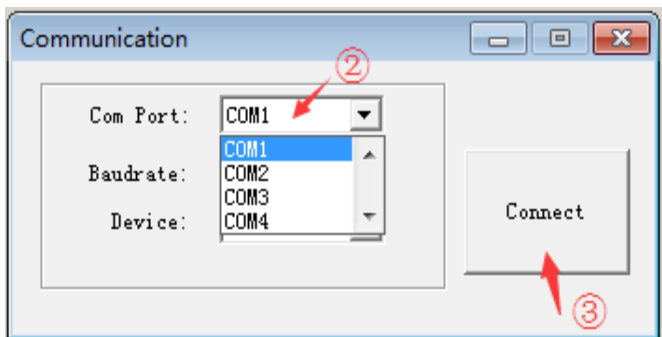 Communication
②
Com Port: COM1
COM1
Baudrate: COM2
COM3
Device: COM4
Connect
③